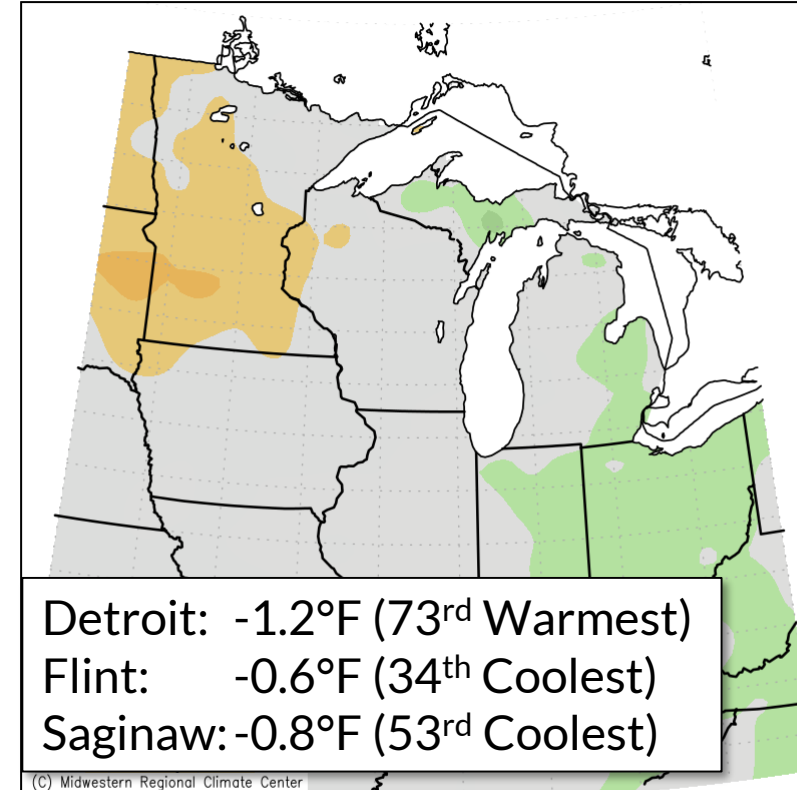 Detroit: -1.2°F (73rd Warmest)
Flint: -0.6°F (34th Coolest)
Saginaw: -0.8°F (53rd Coolest)
(C) Midwestern Regional Climate Center